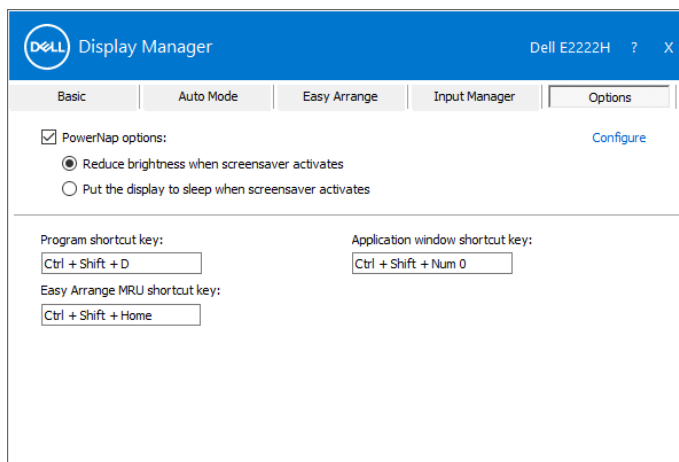 DELL Display Manager Dell E2222H ? X
Basic Auto Mode Easy Arrange Input Manager Options
PowerNap options: Configure
Reduce brightness when screensaver activates
Put the display to sleep when screensaver activates
Program shortcut key: Application window shortcut key:
Ctrl + Shift + D Ctrl + Shift + Num 0
Easy Arrange MRU shortcut key:
Ctrl + Shift + Home